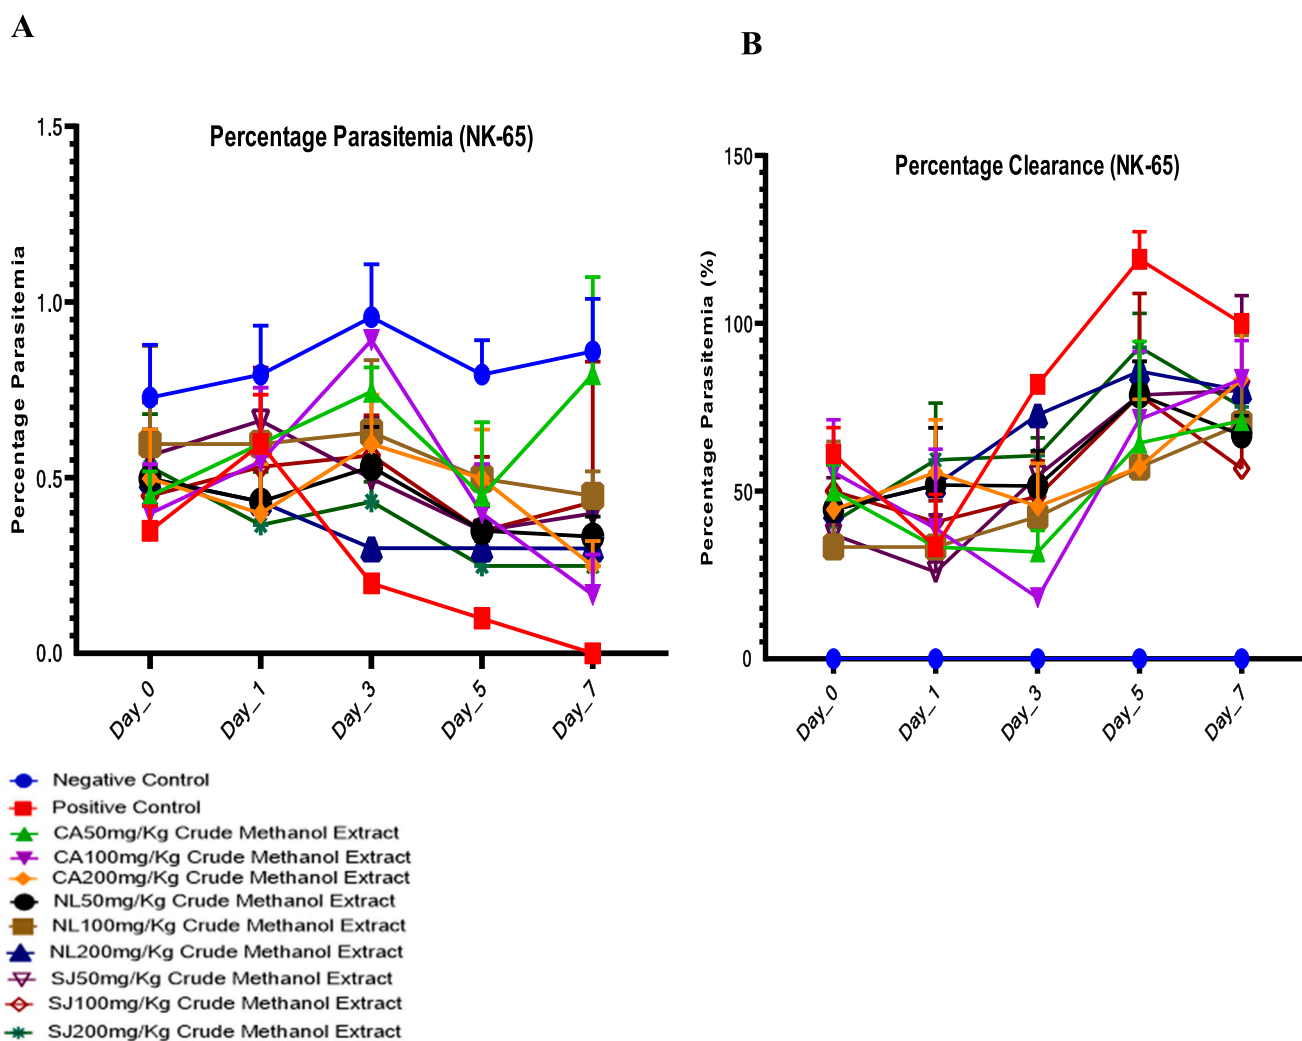 A
Percentage Parasitemia (NK-65)
Percentage Parasitemia
1.5
1.0
0.5
0.0
Day_0
Day_1
Day_3
Day_5
Day_7
B
Percentage Clearance (NK-65)
Percentage Parasitemia (%)
150
100
50
0
Day_0
Day_1
Day_3
Day_5
Day_7
Negative Control
Positive Control
CA50mg/Kg Crude Methanol Extract
CA100mg/Kg Crude Methanol Extract
CA200mg/Kg Crude Methanol Extract
NL50mg/Kg Crude Methanol Extract
NL100mg/Kg Crude Methanol Extract
NL200mg/Kg Crude Methanol Extract
SJ50mg/Kg Crude Methanol Extract
SJ100mg/Kg Crude Methanol Extract
SJ200mg/Kg Crude Methanol Extract